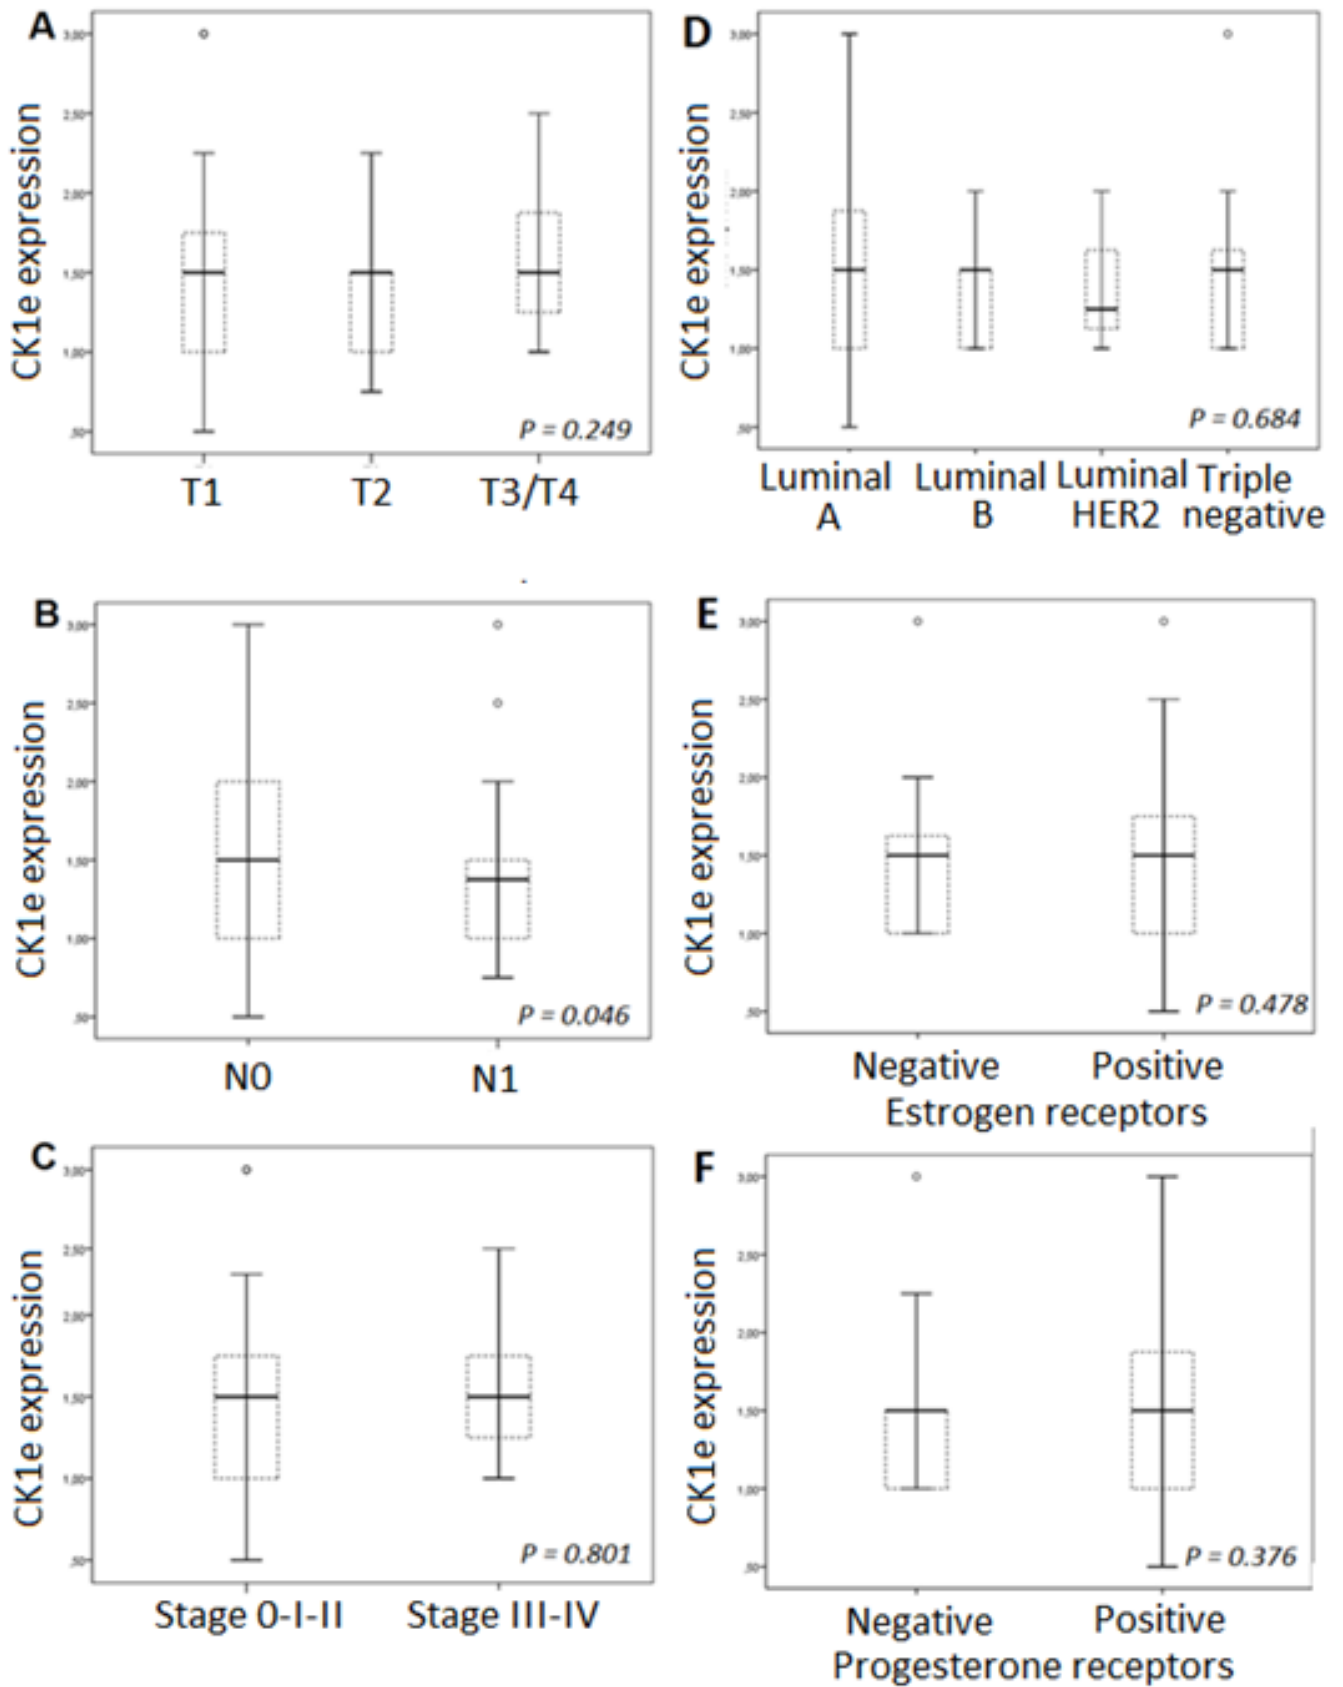 A
CK1e expression
3,00
2,50
2,00
1,50
1,00
,50
P = 0.249
T1 T2 T3/T4
D
CK1e expression
3,00
2,50
2,00
1,50
1,00
,50
P = 0.684
Luminal Luminal Luminal Triple
A B HER2 negative
B
CK1e expression
3,00
2,50
2,00
1,50
1,00
,50
P = 0.046
N0 N1
E
CK1e expression
3,00
2,50
2,00
1,50
1,00
,50
P = 0.478
Negative Positive
Estrogen receptors
C
CK1e expression
3,00
2,50
2,00
1,50
1,00
,50
P = 0.801
Stage 0-I-II Stage III-IV
F
CK1e expression
3,00
2,50
2,00
1,50
1,00
,50
P = 0.376
Negative Positive
Progesterone receptors